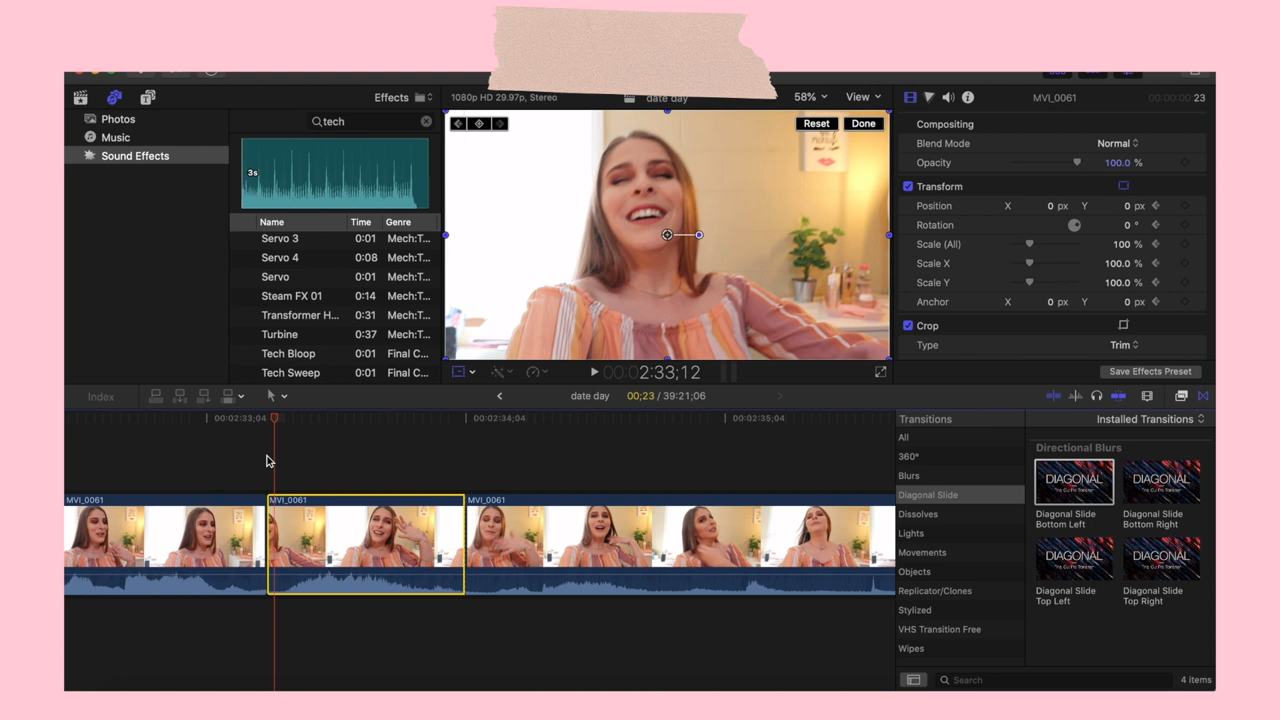 Effects
1080p HD 29.97p, Stereo
date day
58%
View
MVI_0061
00:00:00:00:23
Photos
Music
Sound Effects
tech
3s
Name Time Genre
Servo 3 0:01 Mech:T...
Servo 4 0:08 Mech:T...
Servo 0:01 Mech:T...
Steam FX 01 0:14 Mech:T...
Transformer H... 0:31 Mech:T...
Turbine 0:37 Mech:T...
Tech Bloop 0:01 Final C...
Tech Sweep 0:01 Final C...
Reset
Done
Compositing
Blend Mode Normal
Opacity 100.0 %
Transform
Position X 0 px Y 0 px
Rotation 0 °
Scale (All) 100 %
Scale X 100.0 %
Scale Y 100.0 %
Anchor X 0 px Y 0 px
Crop
Type Trim
Save Effects Preset
00:00:2:33;12
Index
date day
00;23 / 39:21;06
00:02:33;04
00:02:34;04
00:02:35;04
MVI_0061
MVI_0061
MVI_0061
Transitions
Installed Transitions
All
360°
Blurs
Diagonal Slide
Dissolves
Lights
Movements
Objects
Replicator/Clones
Stylized
VHS Transition Free
Wipes
Directional Blurs
DIAGONAL
Diagonal Slide
Bottom Left
DIAGONAL
Diagonal Slide
Bottom Right
DIAGONAL
Diagonal Slide
Top Left
DIAGONAL
Diagonal Slide
Top Right
Search
4 items